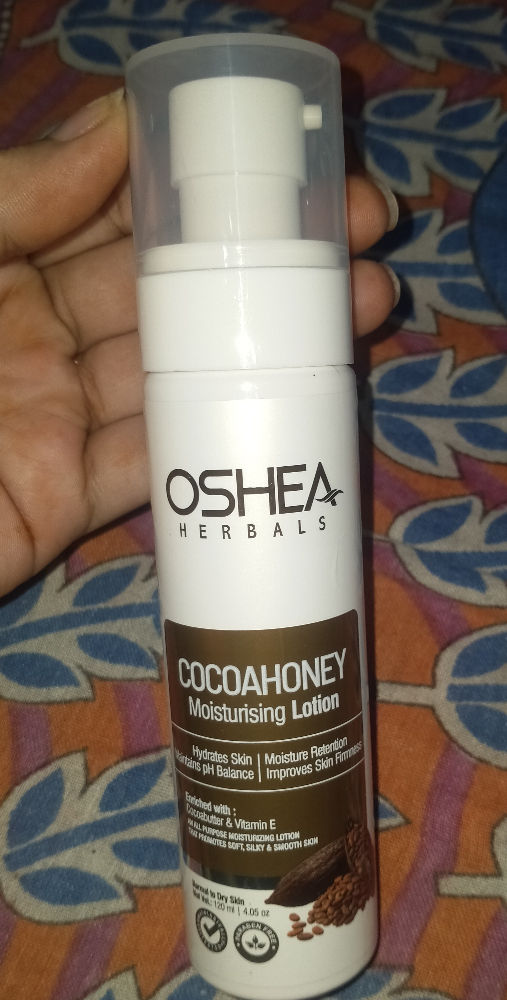 OSHEA
HERBALS
COCOAHONEY
Moisturising Lotion
Hydrates Skin | Moisture Retention
Maintains pH Balance | Improves Skin Firmness
Enriched with :
Cocoabutter & Vitamin E
AN ALL PURPOSE MOISTURIZING LOTION
THAT PROMOTES SOFT, SILKY & SMOOTH SKIN
Normal to Dry Skin
Net Vol.: 120 ml | 4.05 oz
PARABEN FREE